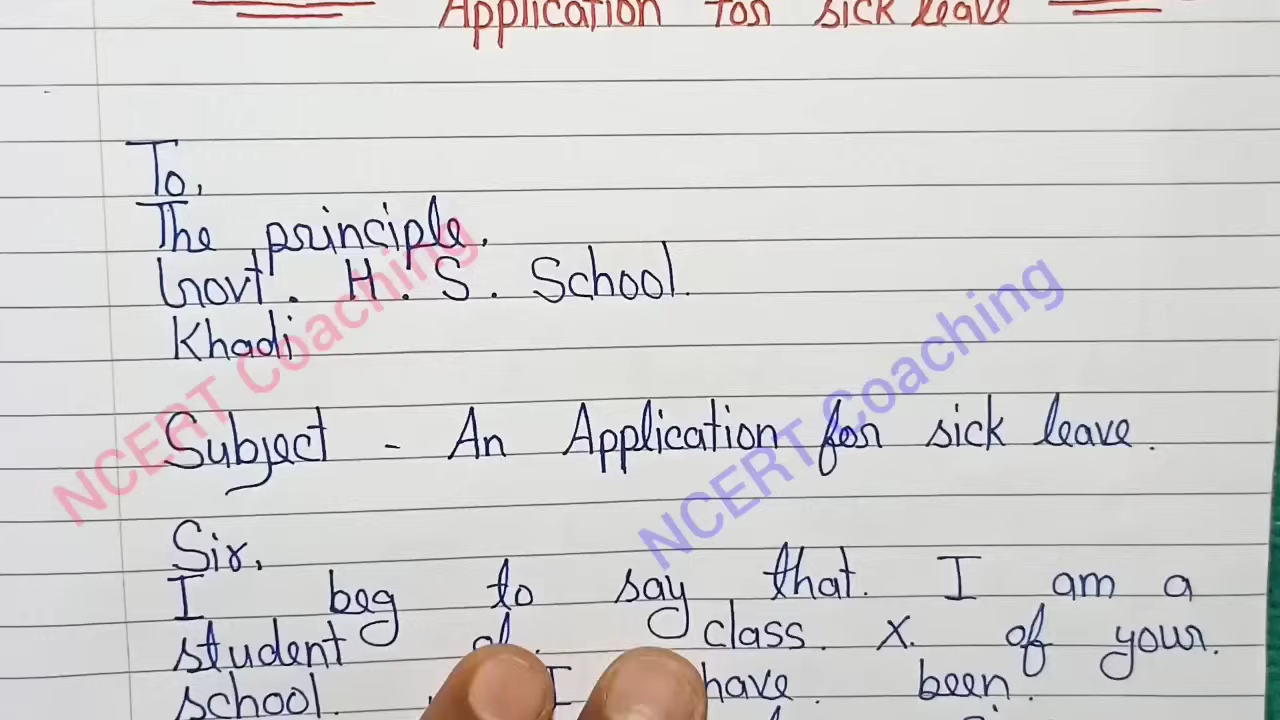 Application for sick leave
To,
The principle,
Govt. H. S. School.
Khadi
Subject - An Application for sick leave.
Sir,
I beg to say that. I am a
student of. class. X. of your.
school. I have. been.
NCERT Coaching
NCERT Coaching